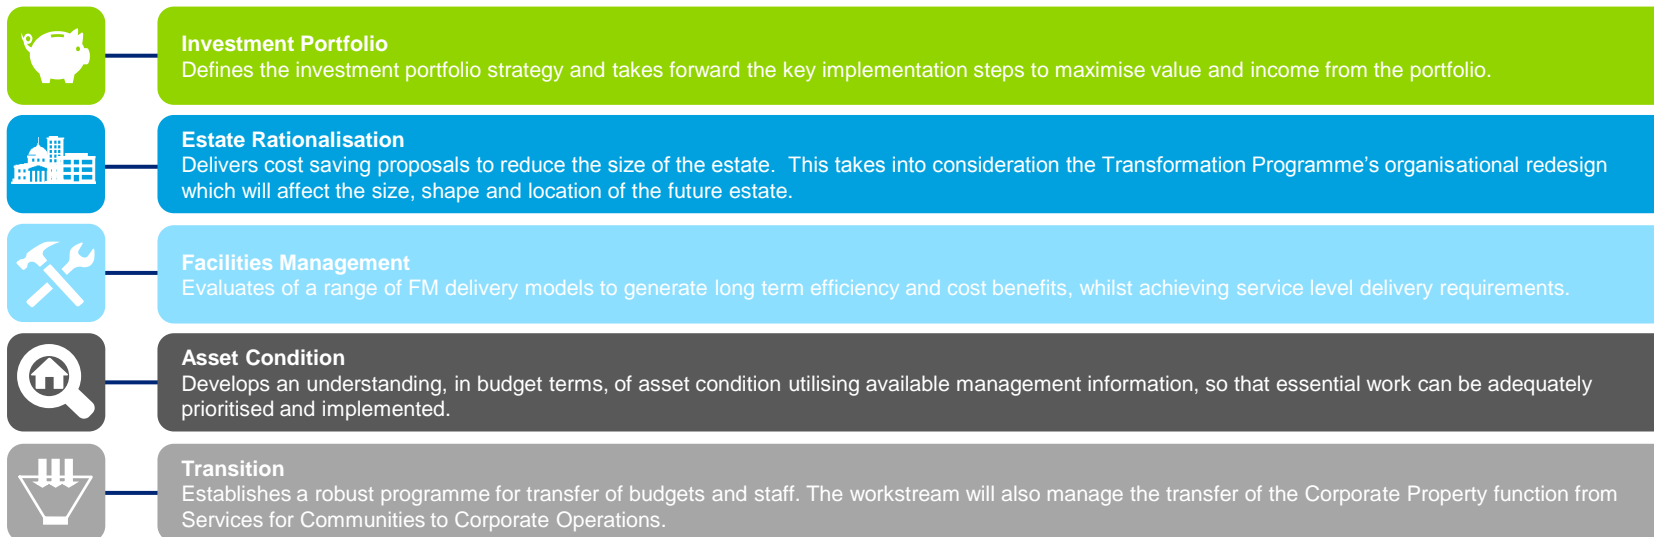 Investment Portfolio
Defines the investment portfolio strategy and takes forward the key implementation steps to maximise value and income from the portfolio.
Estate Rationalisation
Delivers cost saving proposals to reduce the size of the estate.  This takes into consideration the Transformation Programme's organisational redesign
which will affect the size, shape and location of the future estate.
Facilities Management
Evaluates of a range of FM delivery models to generate long term efficiency and cost benefits, whilst achieving service level delivery requirements.
Asset Condition
Develops an understanding, in budget terms, of asset condition utilising available management information, so that essential work can be adequately
prioritised and implemented.
Transition
Establishes a robust programme for transfer of budgets and staff. The workstream will also manage the transfer of the Corporate Property function from
Services for Communities to Corporate Operations.